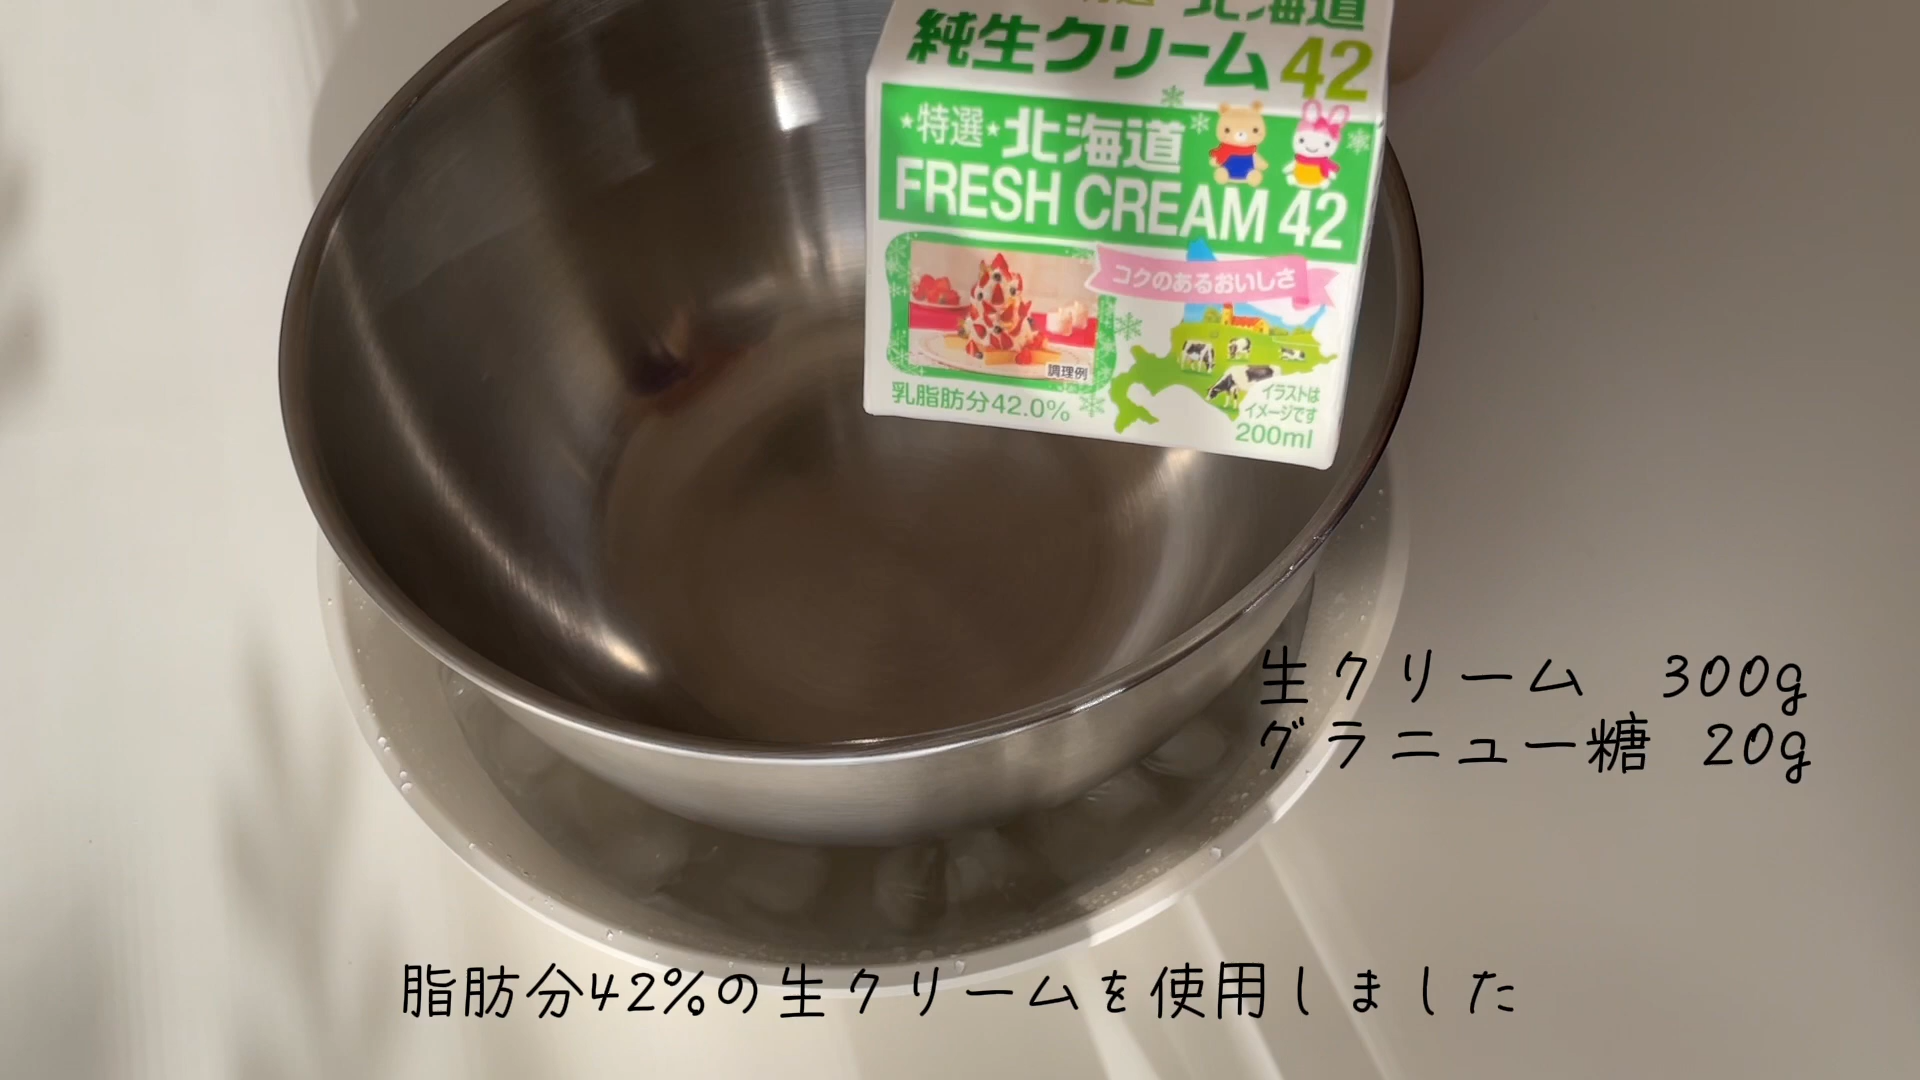 特選 北海道
純生クリーム42
特選 北海道
FRESH CREAM 42
コクのあるおいしさ
調理例
乳脂肪分42.0%
イラストは
イメージです
200ml
生クリーム 300g
グラニュー糖 20g
脂肪分42%の生クリームを使用しました